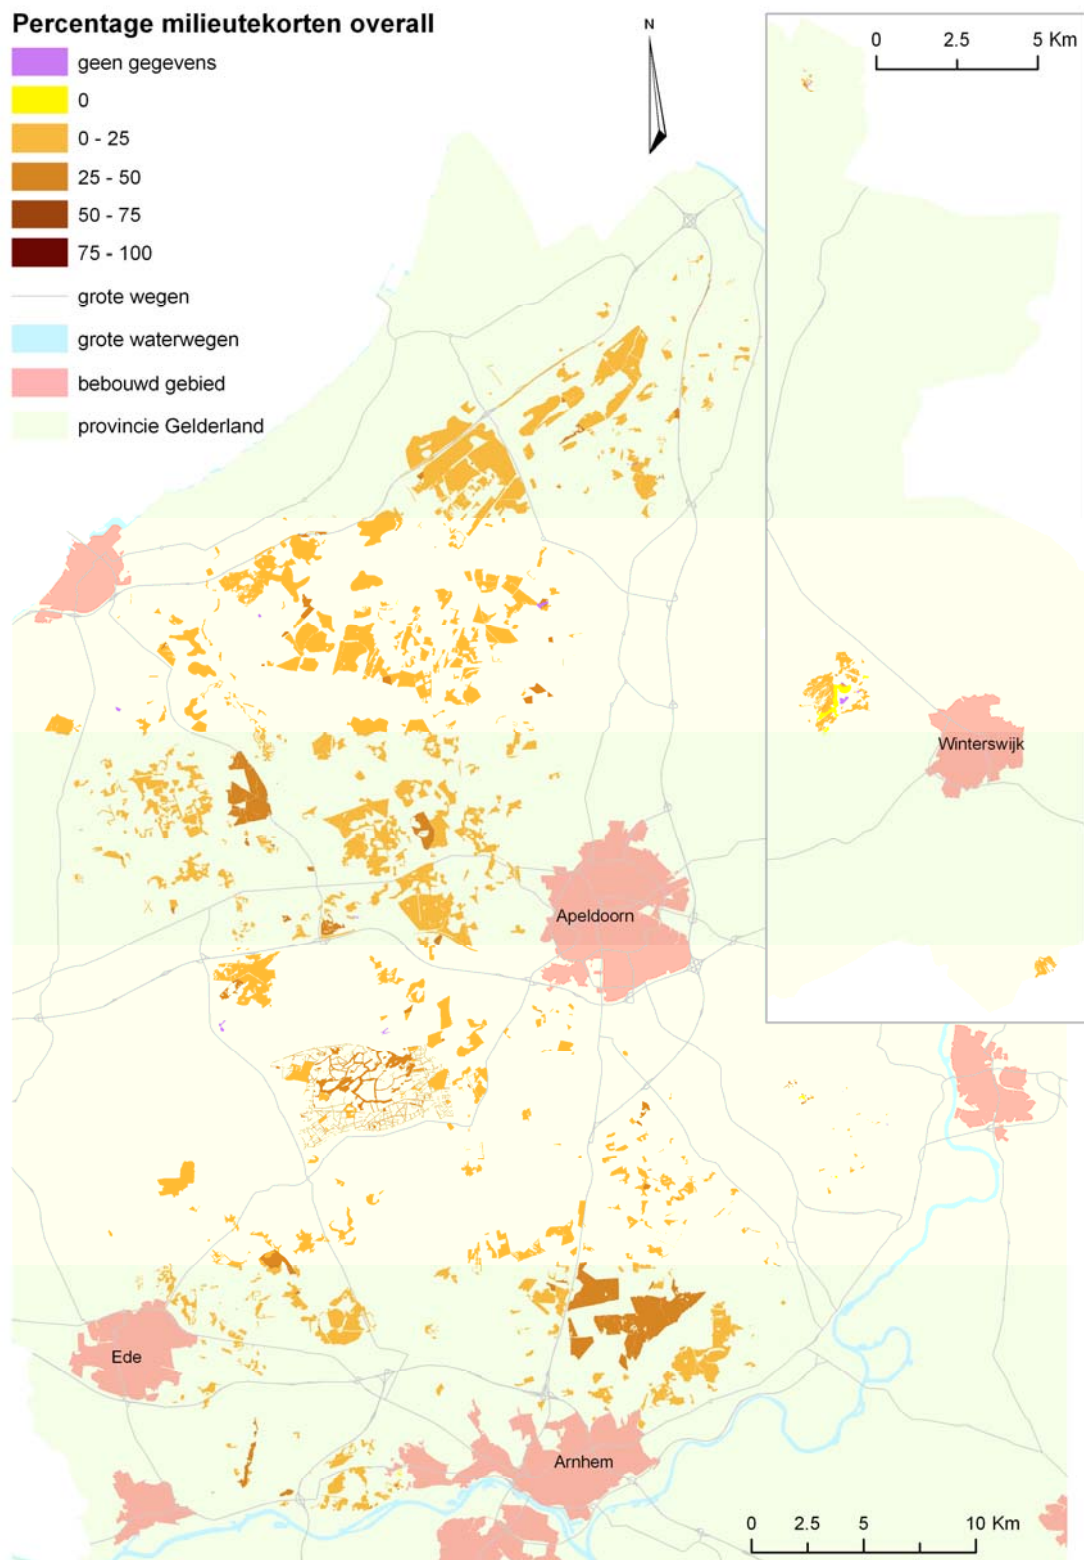 Percentage milieutekorten overall
geen gegevens
0
0 - 25
25 - 50
50 - 75
75 - 100
grote wegen
grote waterwegen
bebouwd gebied
provincie Gelderland
N
0 2.5 5 Km
Winterswijk
Apeldoorn
Ede
Arnhem
0 2.5 5 10 Km